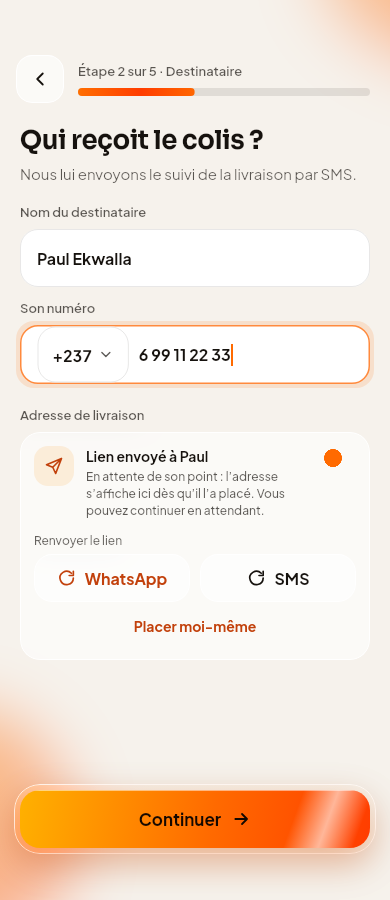 Étape 2 sur 5 · Destinataire
Qui reçoit le colis ?
Nous lui envoyons le suivi de la livraison par SMS.
Nom du destinataire
Paul Ekwalla
Son numéro
+237 6 99 11 22 33
Adresse de livraison
Lien envoyé à Paul
En attente de son point : l'adresse
s'affiche ici dès qu'il l'a placé. Vous
pouvez continuer en attendant.
Renvoyer le lien
WhatsApp SMS
Placer moi-même
Continuer →